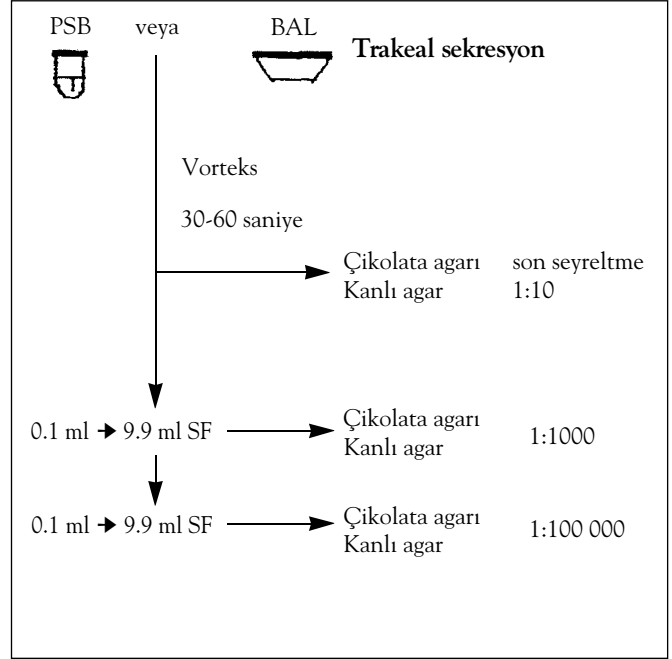 PSB veya BAL
Trakeal sekresyon
Vorteks
30-60 saniye
Çikolata agarı son seyreltme
Kanlı agar 1:10
0.1 ml → 9.9 ml SF
Çikolata agarı
Kanlı agar
1:1000
0.1 ml → 9.9 ml SF
Çikolata agarı
Kanlı agar
1:100 000